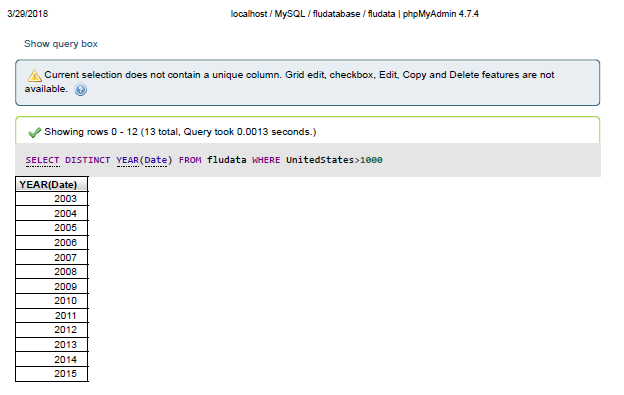 3/29/2018 localhost / MySQL / fludatabase / fludata | phpMyAdmin 4.7.4
Show query box
Current selection does not contain a unique column. Grid edit, checkbox, Edit, Copy and Delete features are not
available.
Showing rows 0 - 12 (13 total, Query took 0.0013 seconds.)
SELECT DISTINCT YEAR(Date) FROM fludata WHERE UnitedStates>1000
YEAR(Date)
2003
2004
2005
2006
2007
2008
2009
2010
2011
2012
2013
2014
2015